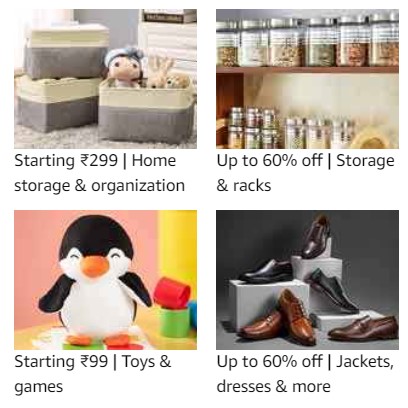 Starting ₹299 | Home
storage & organization
Up to 60% off | Storage
& racks
Starting ₹99 | Toys &
games
Up to 60% off | Jackets,
dresses & more